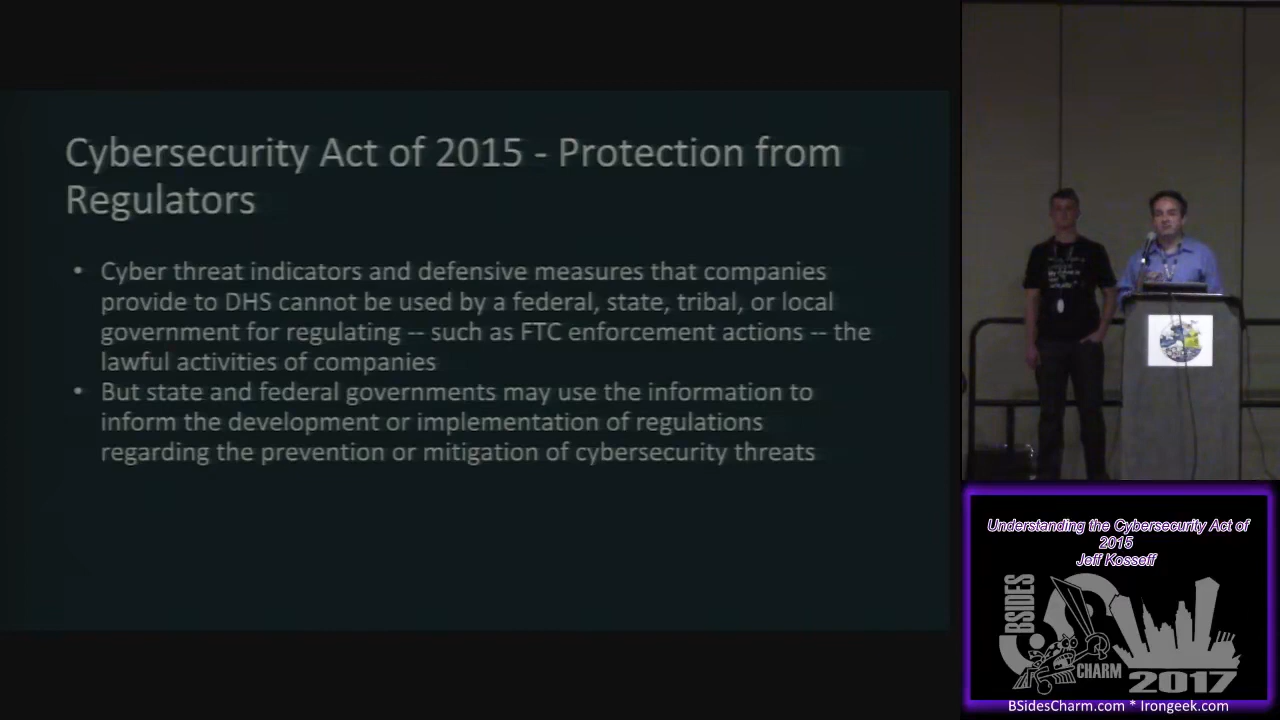 Cybersecurity Act of 2015 - Protection from
Regulators
• Cyber threat indicators and defensive measures that companies
provide to DHS cannot be used by a federal, state, tribal, or local
government for regulating -- such as FTC enforcement actions -- the
lawful activities of companies
• But state and federal governments may use the information to
inform the development or implementation of regulations
regarding the prevention or mitigation of cybersecurity threats
Understanding the Cybersecurity Act of
2015
Jeff Kosseff
BSIDES
CHARM
2017
BSidesCharm.com * Irongeek.com